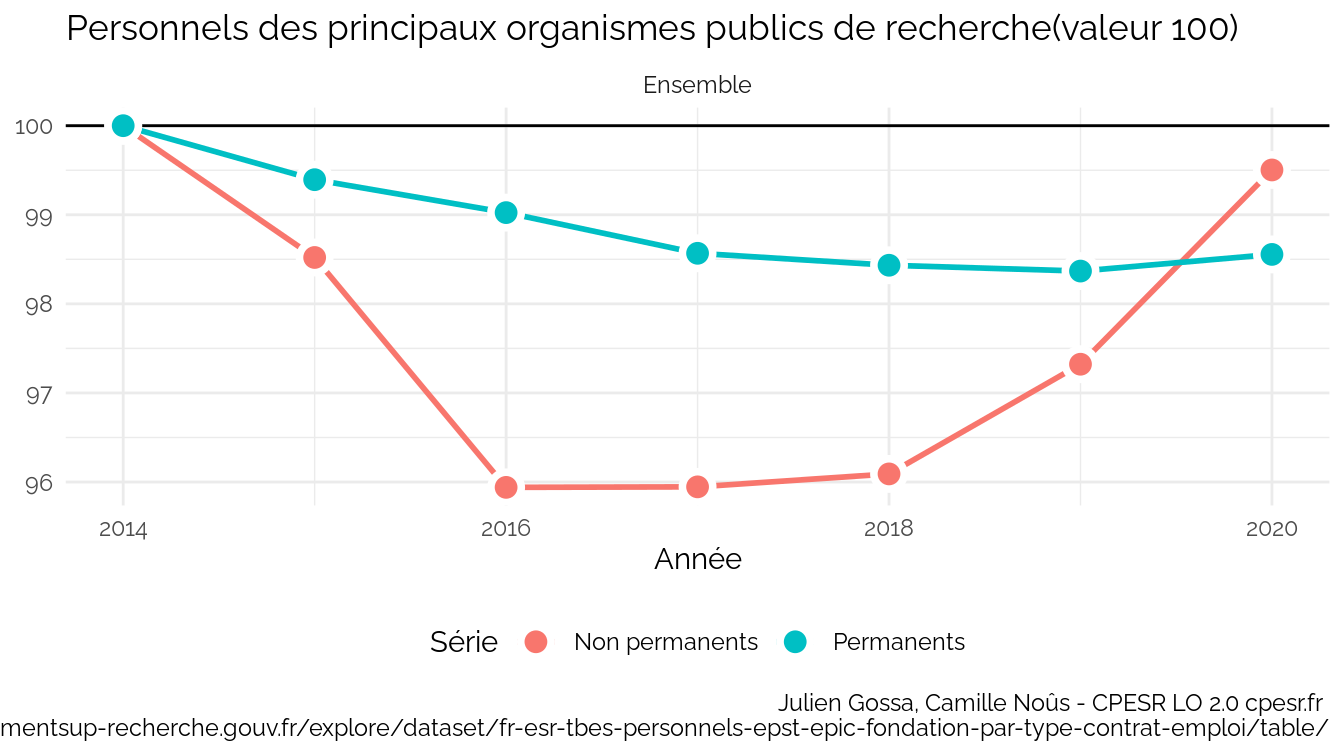 Personnels des principaux organismes publics de recherche(valeur 100)
Ensemble
100
99
98
97
96
2014 2016 2018 2020
Année
Série Non permanents Permanents
Julien Gossa, Camille Noûs - CPESR LO 2.0 cpesr.fr
mentsup-recherche.gouv.fr/explore/dataset/fr-esr-tbes-personnels-epst-epic-fondation-par-type-contrat-emploi/table/